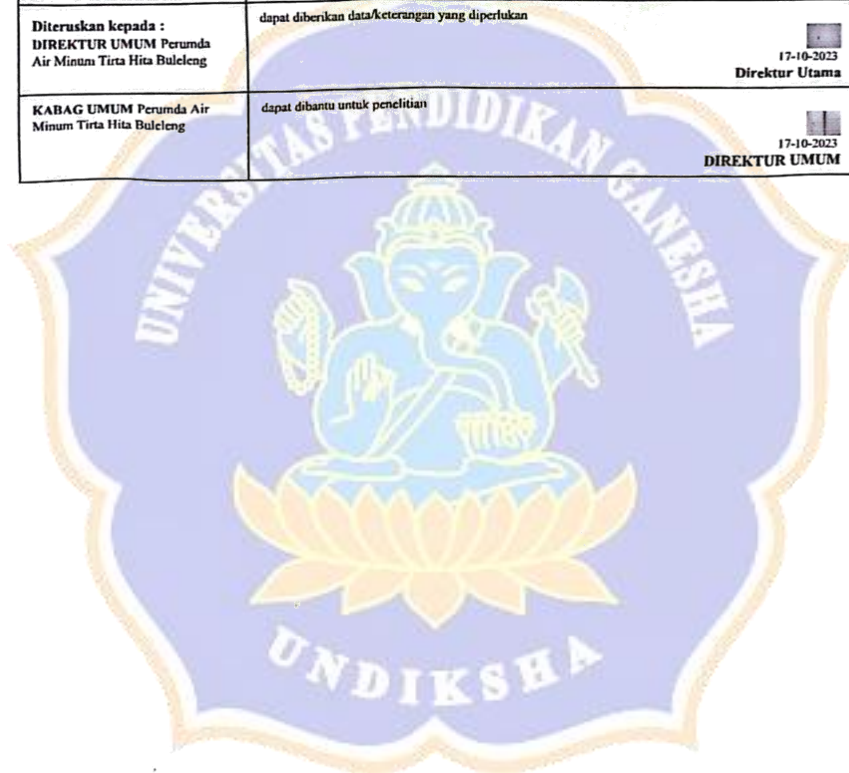 Diteruskan kepada :
DIREKTUR UMUM Perumda
Air Minum Tirta Hita Buleleng
dapat diberikan data/keterangan yang diperlukan
17-10-2023
Direktur Utama
KABAG UMUM Perumda Air
Minum Tirta Hita Buleleng
dapat dibantu untuk penelitian
17-10-2023
DIREKTUR UMUM
UNIVERSITAS PENDIDIKAN GANESHA
UNDIKSHA